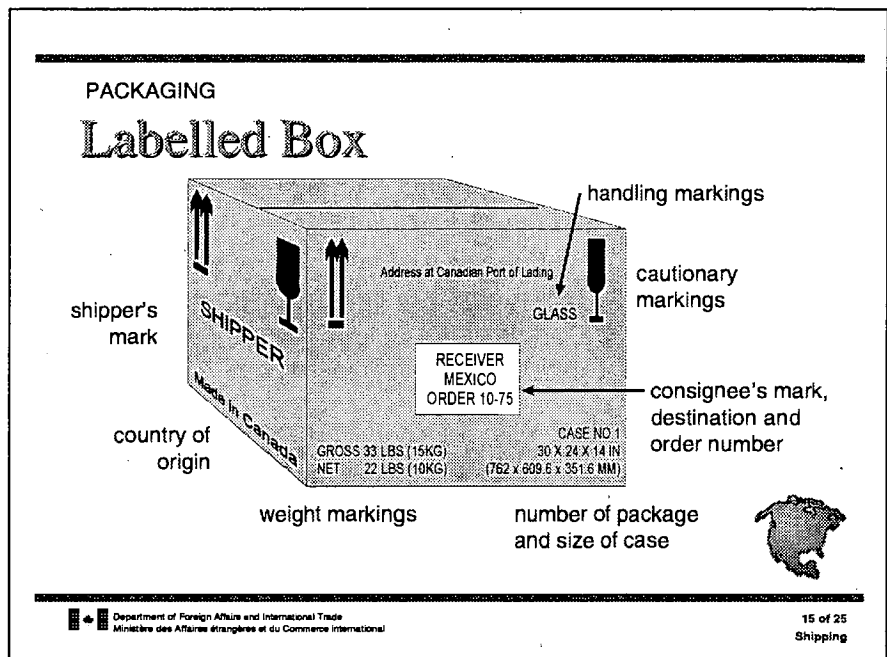 PACKAGING
Labelled Box
handling markings
Address at Canadian Port of Lading
cautionary
markings
GLASS
shipper's
mark
SHIPPER
RECEIVER
MEXICO
ORDER 10-75
consignee's mark,
destination and
order number
Made in Canada
country of
origin
CASE NO 1
GROSS 33 LBS (15KG)
30 X 24 X 14 IN
NET 22 LBS (10KG)
(762 x 609.6 x 351.6 MM)
weight markings
number of package
and size of case
Department of Foreign Affairs and International Trade
Ministère des Affaires étrangères et du Commerce international
15 of 25
Shipping